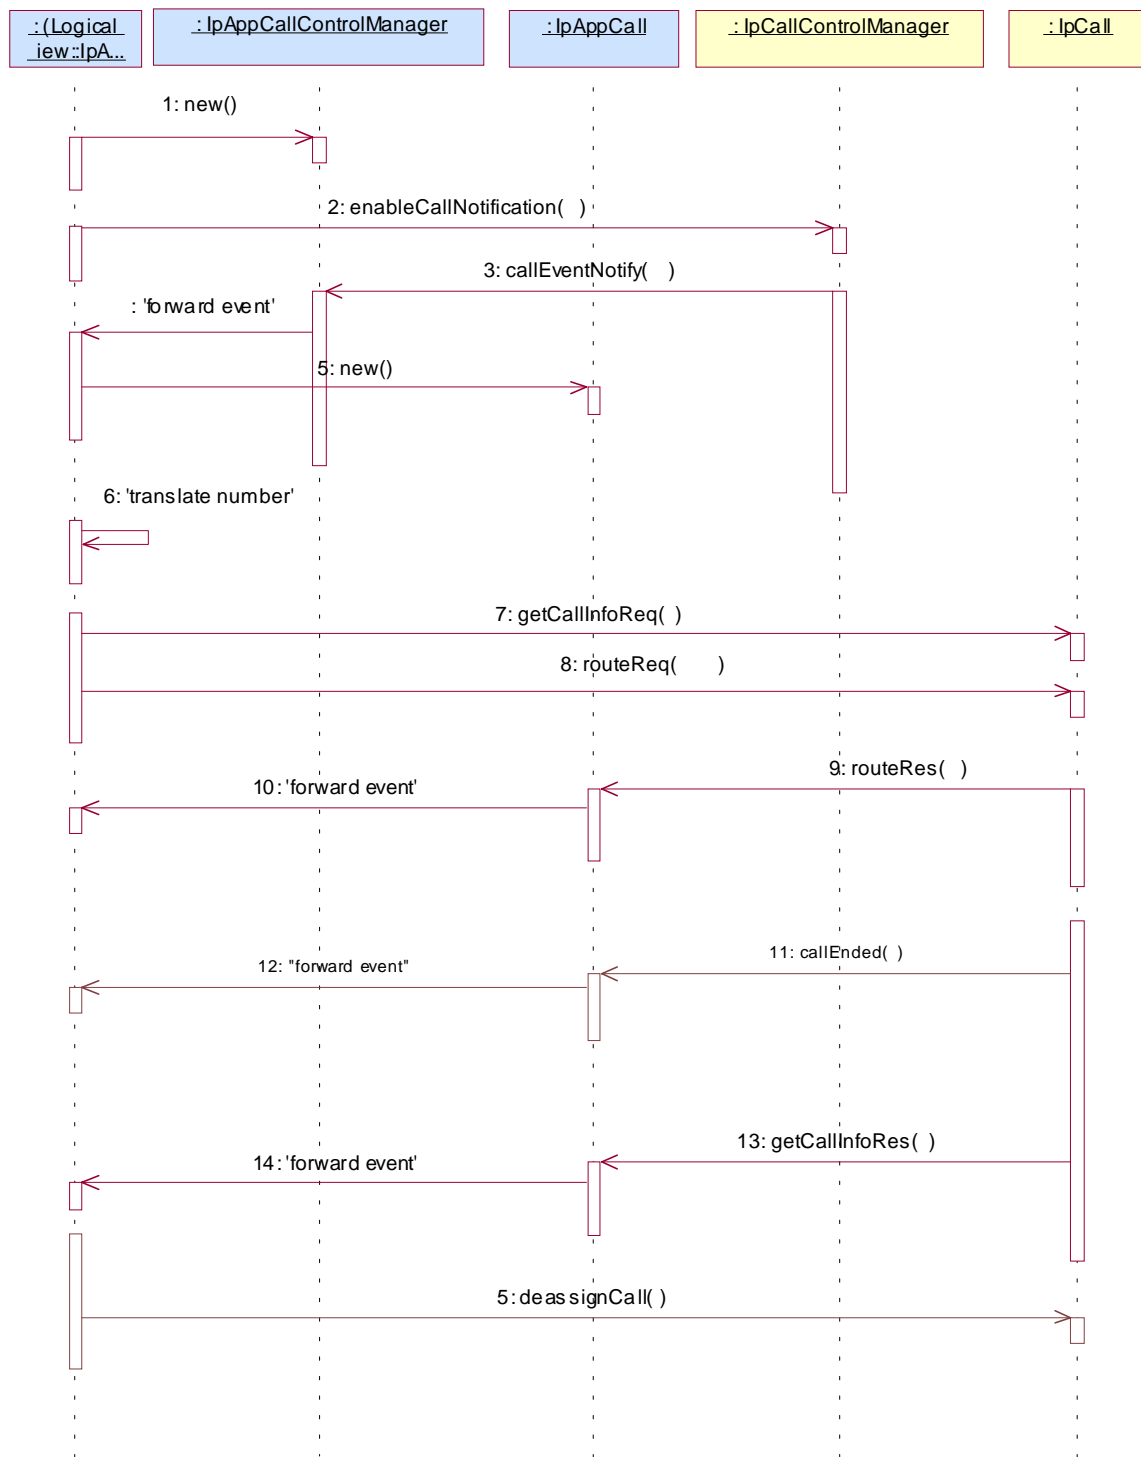 : (Logical
iew::IpA...
: IpAppCallControlManager
: IpAppCall
: IpCallControlManager
: IpCall
1: new()
2: enableCallNotification( )
3: callEventNotify( )
: 'forward event'
5: new()
6: 'translate number'
7: getCallInfoReq( )
8: routeReq( )
9: routeRes( )
10: 'forward event'
11: callEnded( )
12: "forward event"
13: getCallInfoRes( )
14: 'forward event'
5: deassignCall( )